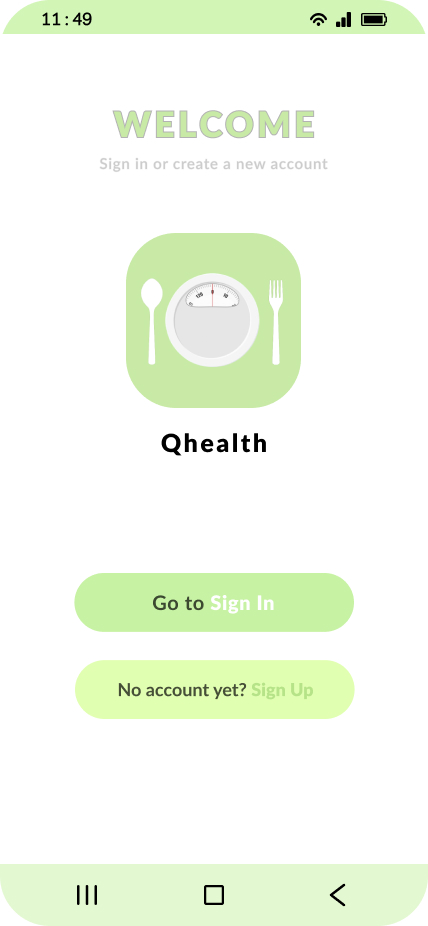 11:49
WELCOME
Sign in or create a new account
Qhealth
Go to Sign In
No account yet? Sign Up